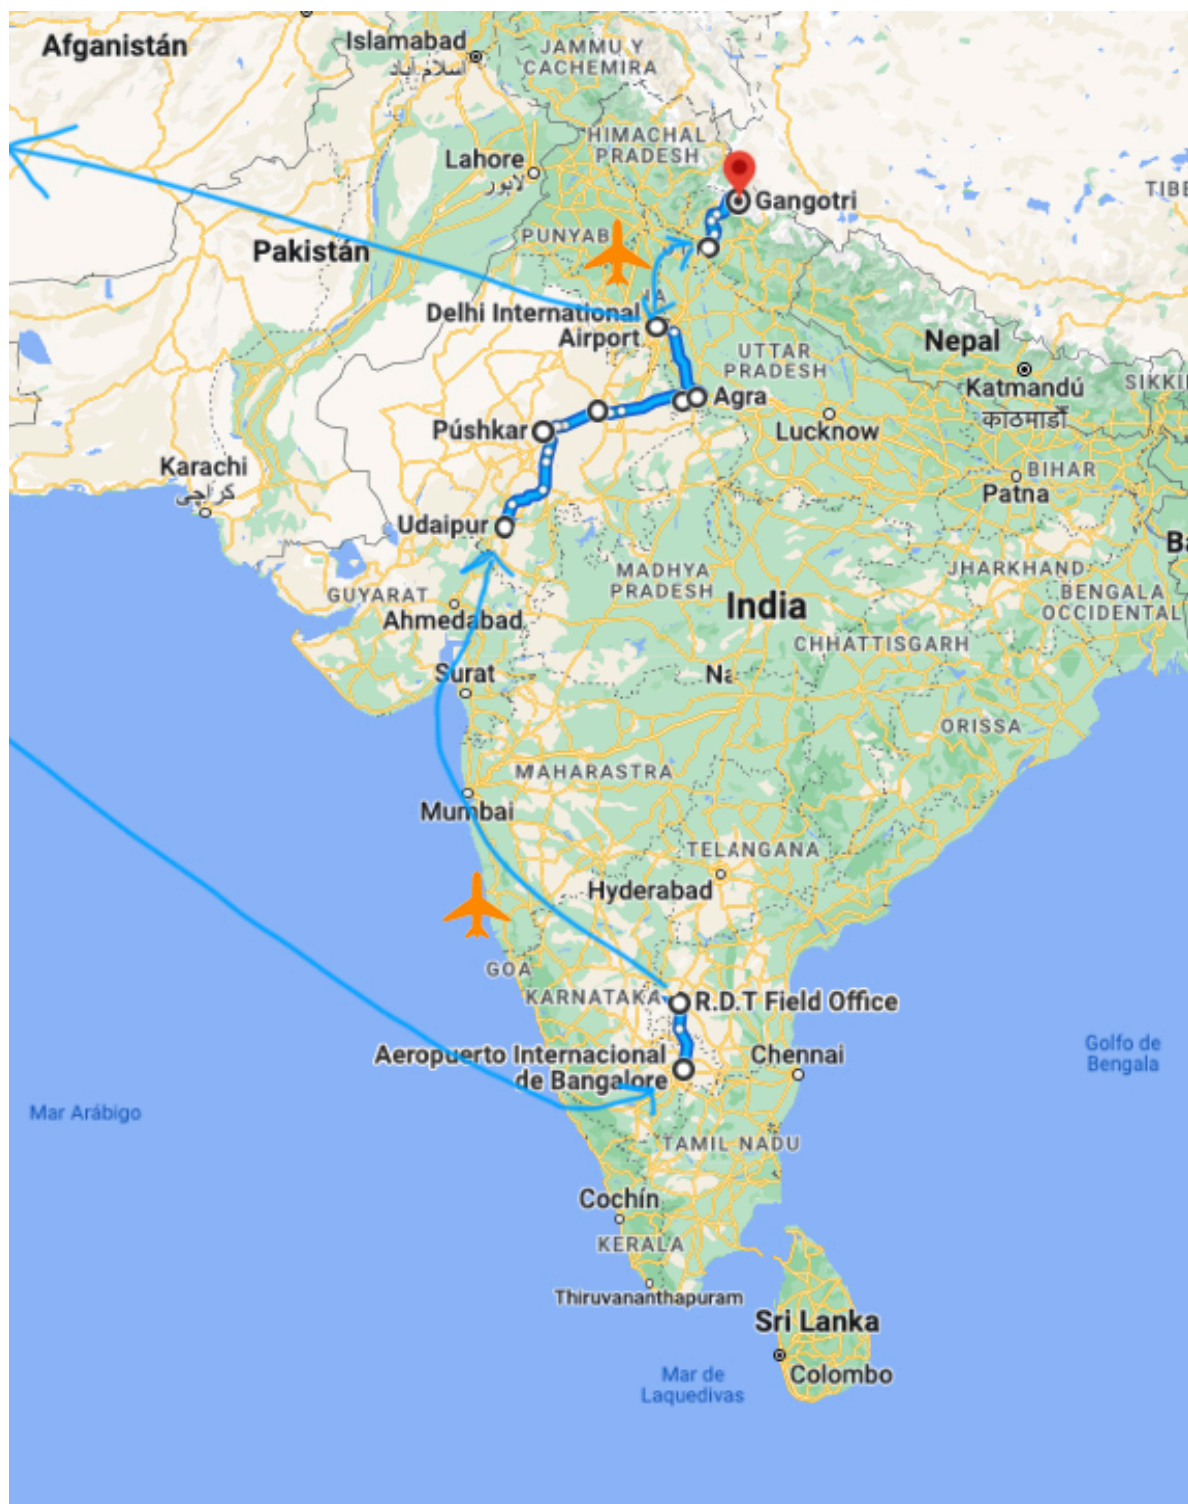 Afganistán
Islamabad
اسلام آباد
JAMMU Y
CACHEMIRA
HIMACHAL
PRADESH
Lahore
لاہور
TIBE
Gangotri
PUNYAB
Pakistán
Delhi International
Airport
A
UTTAR
PRADESH
Nepal
Katmandú
काठमाडौँ
SIKKI
Agra
Púshkar
Lucknow
Karachi
کراچی
BIHAR
Patna
Udaipur
Ba
MADHYA
PRADESH
JHARKHAND
GUYARAT
Ahmedabad
India
BENGALA
OCCIDENTAL
CHHATTISGARH
Surat
Na
ORISSA
MAHARASTRA
Mumbai
TELANGANA
Hyderabad
GOA
KARNATAKA
R.D.T Field Office
Aeropuerto Internacional
de Bangalore
Chennai
Golfo de
Bengala
Mar Arábigo
TAMIL NADU
Cochín
KERALA
Thiruvananthapuram
Sri Lanka
Colombo
Mar de
Laquedivas